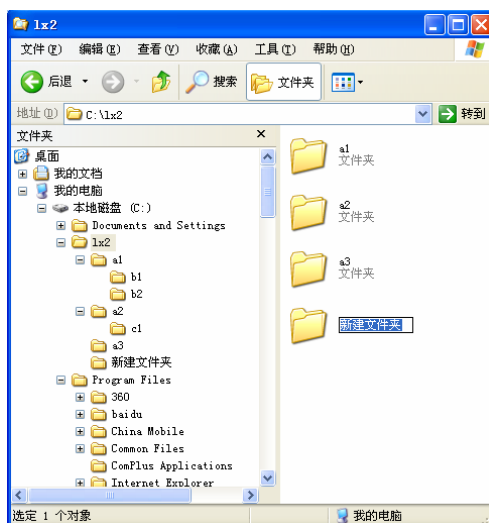 lx2
文件(F) 编辑(E) 查看(V) 收藏(A) 工具(T) 帮助(H)
后退 搜索 文件夹
地址(D) C:\lx2 转到
文件夹
桌面
我的文档
我的电脑
本地磁盘 (C:)
Documents and Settings
lx2
a1
b1
b2
a2
c1
a3
新建文件夹
Program Files
360
baidu
China Mobile
Common Files
ComPlus Applications
Internet Explorer
a1
文件夹
a2
文件夹
a3
文件夹
新建文件夹
选定 1 个对象 我的电脑